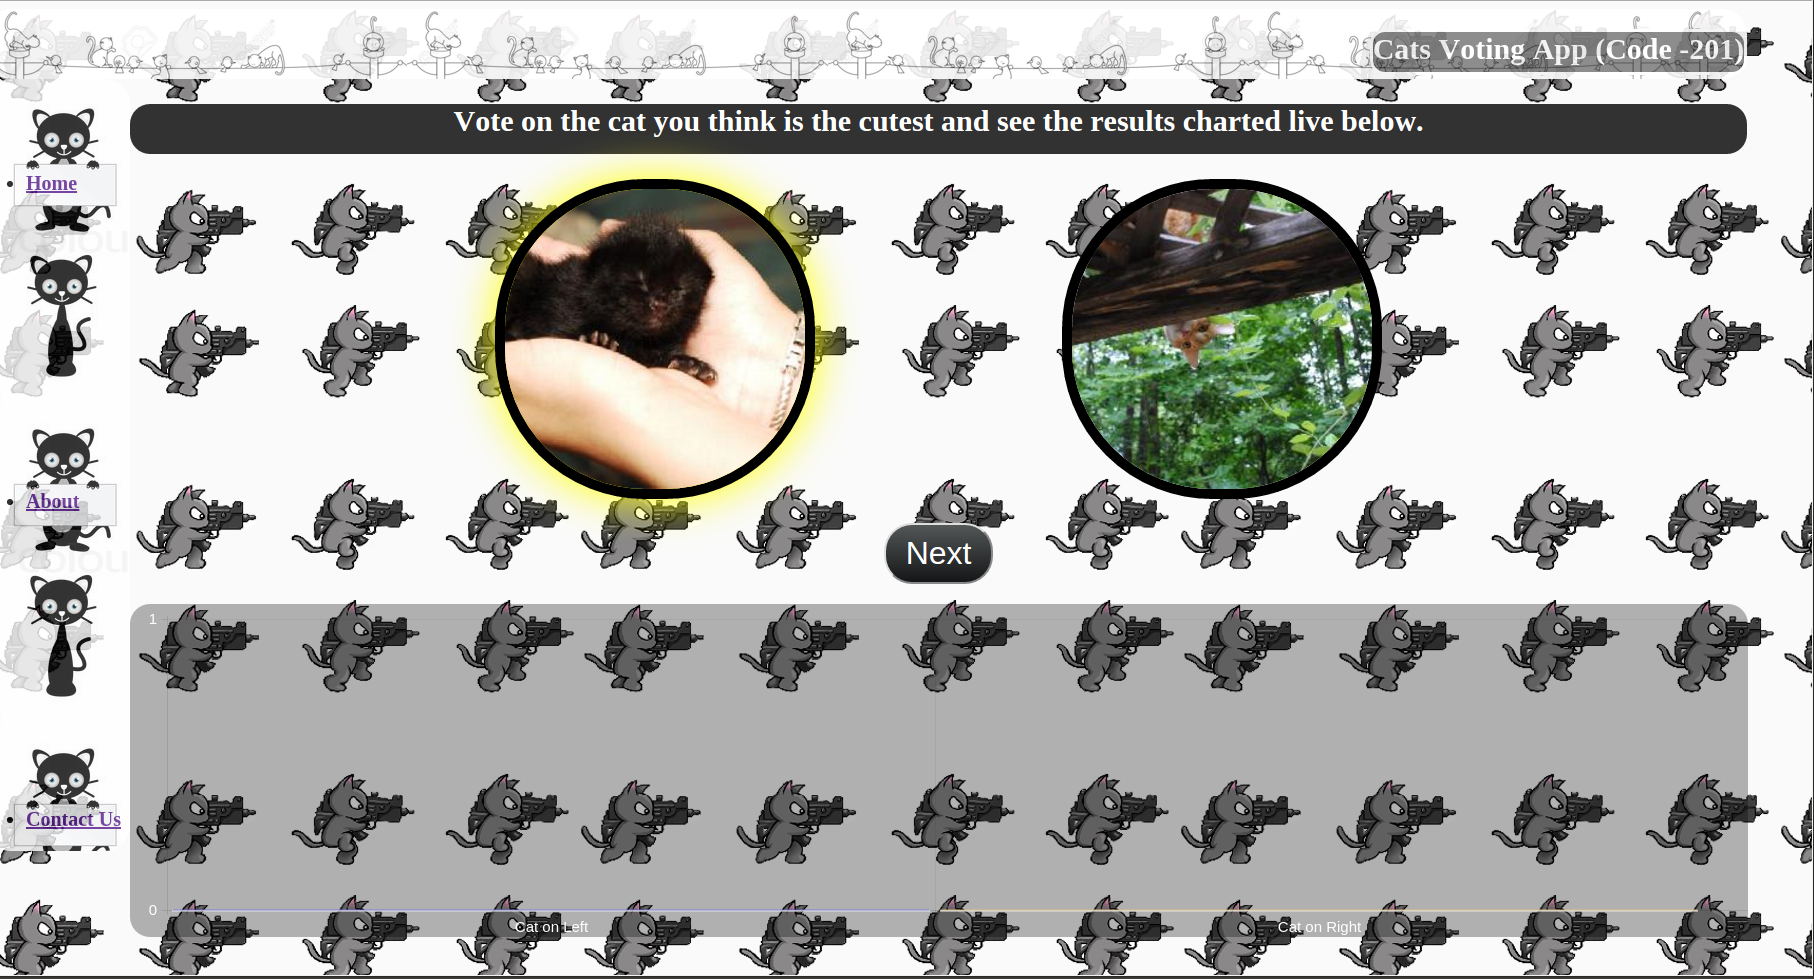 Cats Voting App (Code -201)
Vote on the cat you think is the cutest and see the results charted live below.
Home
About
Contact Us
Next
1
0
Cat on Left
Cat on Right